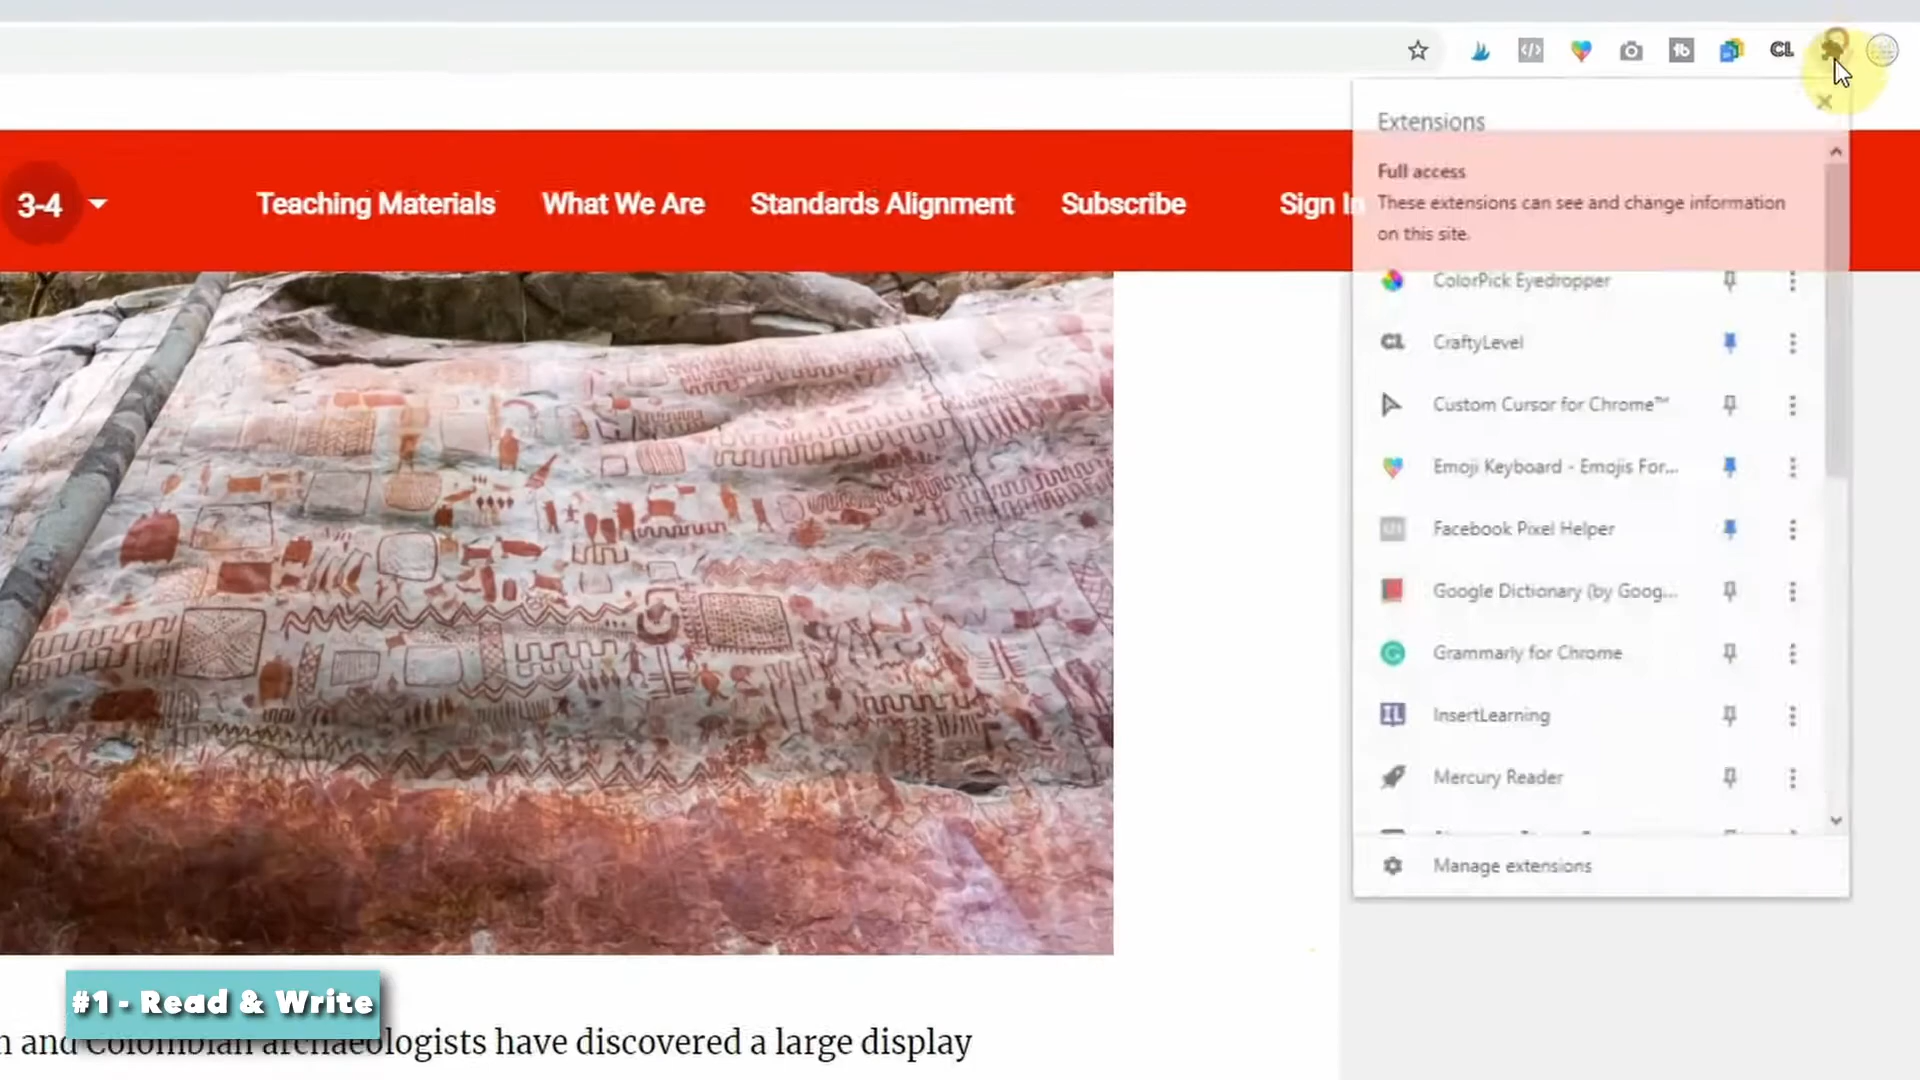 CL
Extensions
Full access
These extensions can see and change information
on this site.
3-4
Teaching Materials
What We Are
Standards Alignment
Subscribe
Sign In
ColorPick Eyedropper
CL
CraftyLevel
Custom Cursor for Chrome™
Emoji Keyboard - Emojis For...
Facebook Pixel Helper
Google Dictionary (by Goog...
Grammarly for Chrome
IL
InsertLearning
Mercury Reader
Manage extensions
#1 - Read & Write
and Colombian archaeologists have discovered a large display